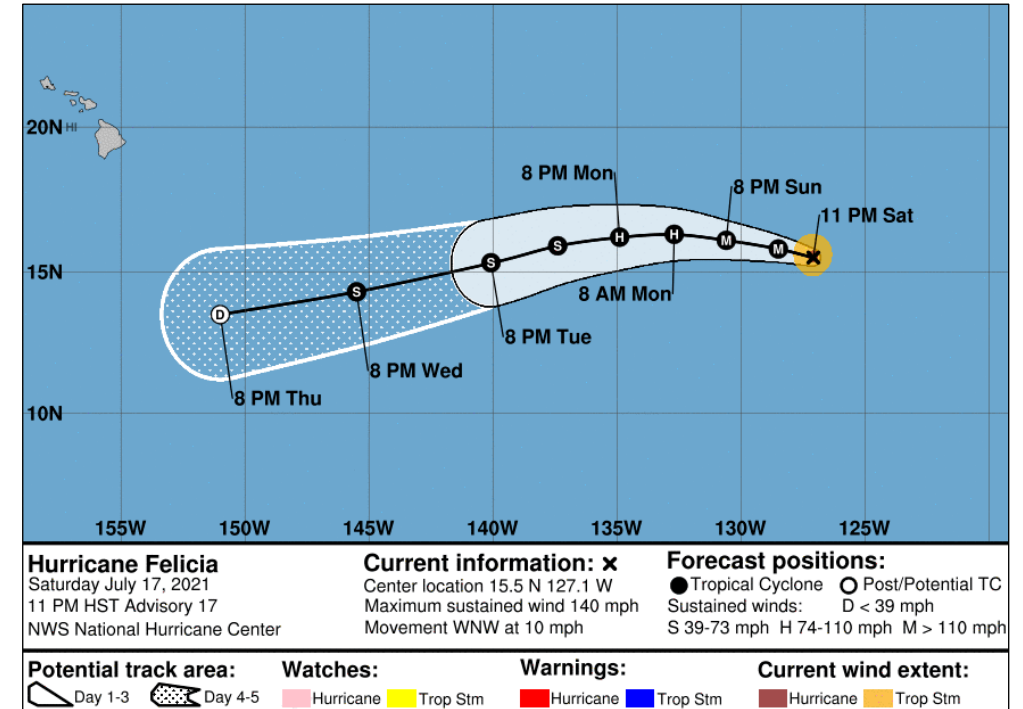 20N HI
8 PM Mon
8 PM Sun
11 PM Sat
M
M
H
H
S
S
S
D
15N
8 AM Mon
8 PM Tue
8 PM Wed
8 PM Thu
10N
155W 150W 145W 140W 135W 130W 125W
Hurricane Felicia
Saturday July 17, 2021
11 PM HST Advisory 17
NWS National Hurricane Center
Current information: x
Center location 15.5 N 127.1 W
Maximum sustained wind 140 mph
Movement WNW at 10 mph
Forecast positions:
Tropical Cyclone Post/Potential TC
Sustained winds: D < 39 mph
S 39-73 mph H 74-110 mph M > 110 mph
Potential track area:
Day 1-3 Day 4-5
Watches:
Hurricane Trop Stm
Warnings:
Hurricane Trop Stm
Current wind extent:
Hurricane Trop Stm